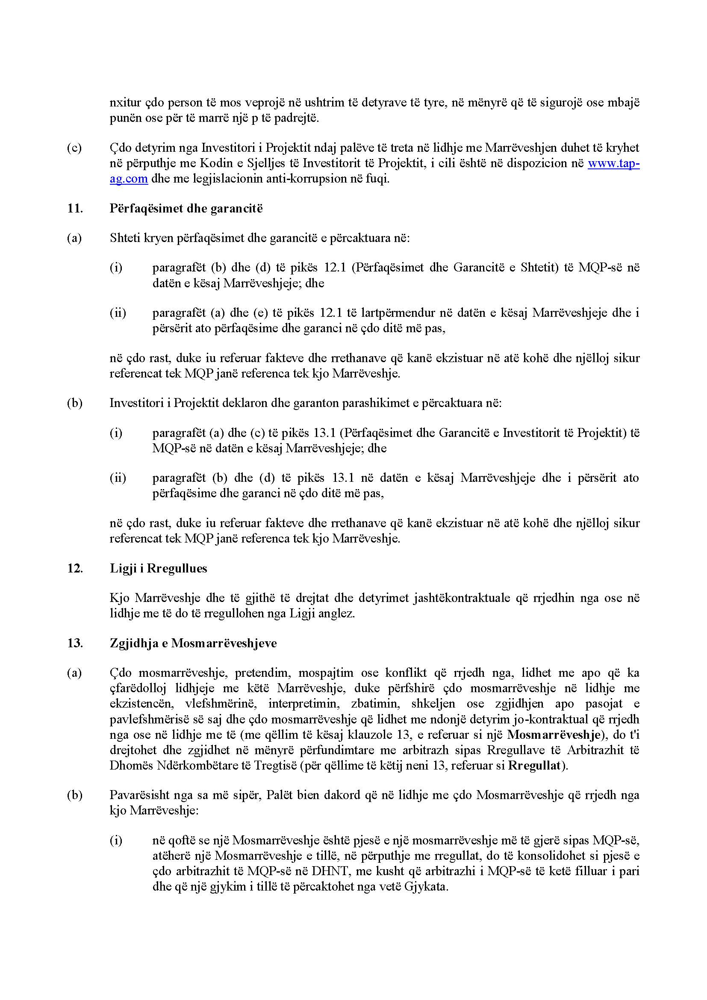 nxitur çdo person të mos veprojë në ushtrim të detyrave të tyre, në mënyrë që të sigurojë ose mbajë
punën ose për të marrë një p të padrejtë.
(c) Çdo detyrim nga Investitori i Projektit ndaj palëve të treta në lidhje me Marrëveshjen duhet të kryhet
në përputhje me Kodin e Sjelljes të Investitorit të Projektit, i cili është në dispozicion në www.tap-
ag.com dhe me legjislacionin anti-korrupsion në fuqi.
11. Përfaqësimet dhe garancitë
(a) Shteti kryen përfaqësimet dhe garancitë e përcaktuara në:
(i) paragrafët (b) dhe (d) të pikës 12.1 (Përfaqësimet dhe Garancitë e Shtetit) të MQP-së në
datën e kësaj Marrëveshjeje; dhe
(ii) paragrafët (a) dhe (e) të pikës 12.1 të lartpërmendur në datën e kësaj Marrëveshjeje dhe i
përsërit ato përfaqësime dhe garanci në çdo ditë më pas,
në çdo rast, duke iu referuar fakteve dhe rrethanave që kanë ekzistuar në atë kohë dhe njëlloj sikur
referencat tek MQP janë referenca tek kjo Marrëveshje.
(b) Investitori i Projektit deklaron dhe garanton parashikimet e përcaktuara në:
(i) paragrafët (a) dhe (c) të pikës 13.1 (Përfaqësimet dhe Garancitë e Investitorit të Projektit) të
MQP-së në datën e kësaj Marrëveshjeje; dhe
(ii) paragrafët (b) dhe (d) të pikës 13.1 në datën e kësaj Marrëveshjeje dhe i përsërit ato
përfaqësime dhe garanci në çdo ditë më pas,
në çdo rast, duke iu referuar fakteve dhe rrethanave që kanë ekzistuar në atë kohë dhe njëlloj sikur
referencat tek MQP janë referenca tek kjo Marrëveshje.
12. Ligji i Rregullues
Kjo Marrëveshje dhe të gjithë të drejtat dhe detyrimet jashtëkontraktuale që rrjedhin nga ose në
lidhje me të do të rregullohen nga Ligji anglez.
13. Zgjidhja e Mosmarrëveshjeve
(a) Çdo mosmarrëveshje, pretendim, mospajtim ose konflikt që rrjedh nga, lidhet me apo që ka
çfarëdolloj lidhjeje me këtë Marrëveshje, duke përfshirë çdo mosmarrëveshje në lidhje me
ekzistencën, vlefshmërinë, interpretimin, zbatimin, shkeljen ose zgjidhjen apo pasojat e
pavlefshmërisë së saj dhe çdo mosmarrëveshje që lidhet me ndonjë detyrim jo-kontraktual që rrjedh
nga ose në lidhje me të (me qëllim të kësaj klauzole 13, e referuar si një Mosmarrëveshje), do t'i
drejtohet dhe zgjidhet në mënyrë përfundimtare me arbitrazh sipas Rregullave të Arbitrazhit të
Dhomës Ndërkombëtare të Tregtisë (për qëllime të këtij neni 13, referuar si Rregullat).
(b) Pavarësisht nga sa më sipër, Palët bien dakord që në lidhje me çdo Mosmarrëveshje që rrjedh nga
kjo Marrëveshje:
(i) në qoftë se një Mosmarrëveshje është pjesë e një mosmarrëveshje më të gjerë sipas MQP-së,
atëherë një Mosmarrëveshje e tillë, në përputhje me rregullat, do të konsolidohet si pjesë e
çdo arbitrazhit të MQP-së në DHNT, me kusht që arbitrazhi i MQP-së të ketë filluar i pari
dhe që një gjykim i tillë të përcaktohet nga vetë Gjykata.